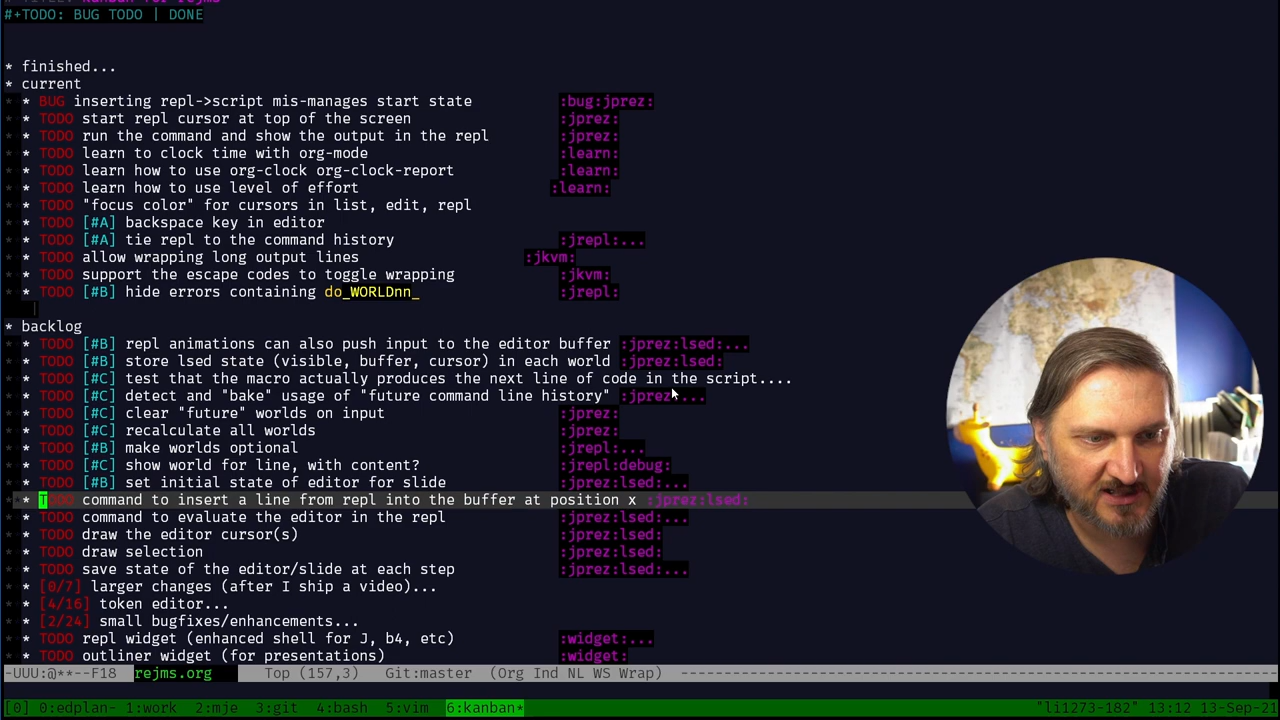 #+TITLE: kanban for rejms
#+TODO: BUG TODO | DONE
* finished...
* current
* * BUG inserting repl->script mis-manages start state :bug:jprez:
* * TODO start repl cursor at top of the screen :jprez:
* * TODO run the command and show the output in the repl :jprez:
* * TODO learn to clock time with org-mode :learn:
* * TODO learn how to use org-clock org-clock-report :learn:
* * TODO learn how to use level of effort :learn:
* * TODO "focus color" for cursors in list, edit, repl
* * TODO [#A] backspace key in editor
* * TODO [#A] tie repl to the command history :jrepl:...
* * TODO allow wrapping long output lines :jkvm:
* * TODO support the escape codes to toggle wrapping :jkvm:
* * TODO [#B] hide errors containing do_WORLDnn_ :jrepl:
* backlog
* * TODO [#B] repl animations can also push input to the editor buffer :jprez:lsed:...
* * TODO [#B] store lsed state (visible, buffer, cursor) in each world :jprez:lsed:
* * TODO [#C] test that the macro actually produces the next line of code in the script....
* * TODO [#C] detect and "bake" usage of "future command line history" :jprez:...
* * TODO [#C] clear "future" worlds on input :jprez:
* * TODO [#C] recalculate all worlds :jprez:
* * TODO [#B] make worlds optional :jrepl:...
* * TODO [#C] show world for line, with content? :jrepl:debug:
* * TODO [#B] set initial state of editor for slide :jprez:lsed:...
* * TODO command to insert a line from repl into the buffer at position x :jprez:lsed:
* * TODO command to evaluate the editor in the repl :jprez:lsed:...
* * TODO draw the editor cursor(s) :jprez:lsed:
* * TODO draw selection :jprez:lsed:
* * TODO save state of the editor/slide at each step :jprez:lsed:...
* * [0/7] larger changes (after I ship a video)...
* * [4/16] token editor...
* * [2/24] small bugfixes/enhancements...
* * TODO repl widget (enhanced shell for J, b4, etc) :widget:...
* * TODO outliner widget (for presentations) :widget:
-UUU:@**--F18 rejms.org Top (157,3) Git:master (Org Ind NL WS Wrap) ------------------------------
[0] 0:edplan- 1:work 2:mje 3:git 4:bash 5:vim 6:kanban* "li1273-182" 13:12 13-Sep-21